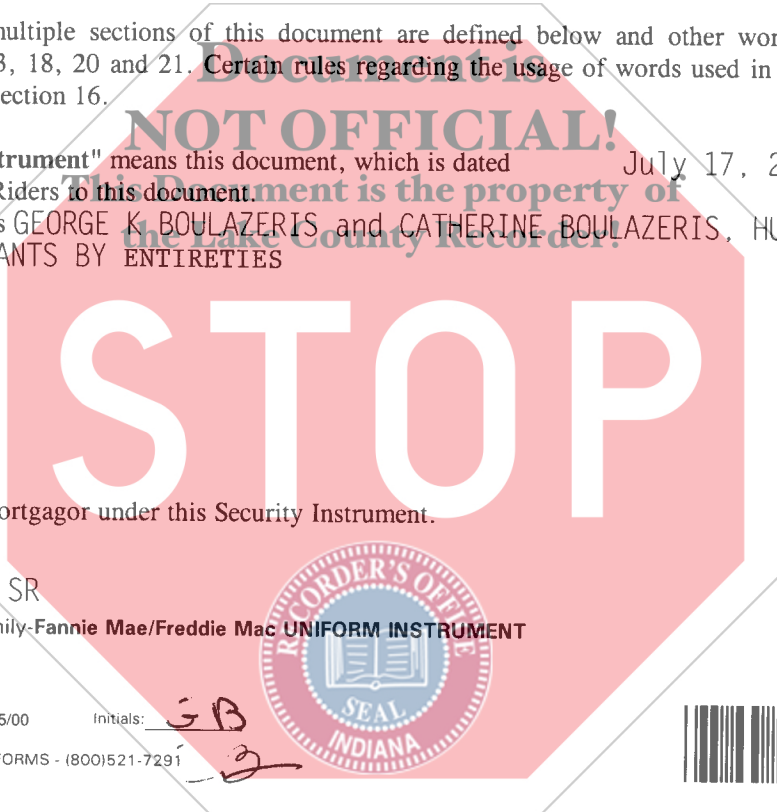 multiple sections of this document are defined below and other wor
3, 18, 20 and 21. Certain rules regarding the usage of words used in
ection 16.
Document is
NOT OFFICIAL!
trument" means this document, which is dated July 17, 2
Riders to this document.
This Document is the property of
the Lake County Recorder!
s GEORGE K BOULAZERIS and CATHERINE BOULAZERIS, HU
ANTS BY ENTIRETIES
STOP
ortgagor under this Security Instrument.
SR
mily-Fannie Mae/Freddie Mac UNIFORM INSTRUMENT
RECORDER'S OFFICE
SEAL
INDIANA
5/00 Initials: GB
FORMS - (800)521-7291